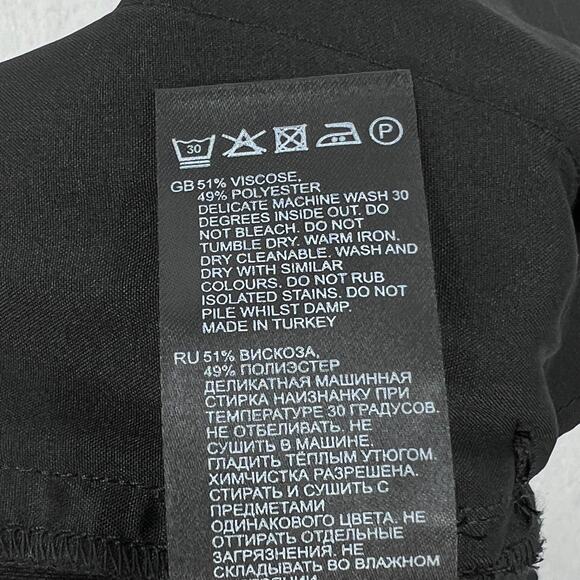 30 P
GB 51% VISCOSE,
49% POLYESTER
DELICATE MACHINE WASH 30
DEGREES INSIDE OUT. DO
NOT BLEACH. DO NOT
TUMBLE DRY. WARM IRON.
DRY CLEANABLE. WASH AND
DRY WITH SIMILAR
COLOURS. DO NOT RUB
ISOLATED STAINS. DO NOT
PILE WHILST DAMP.
MADE IN TURKEY
RU 51% ВИСКОЗА,
49% ПОЛИЭСТЕР
ДЕЛИКАТНАЯ МАШИННАЯ
СТИРКА НАИЗНАНКУ ПРИ
ТЕМПЕРАТУРЕ 30 ГРАДУСОВ.
НЕ ОТБЕЛИВАТЬ. НЕ
СУШИТЬ В МАШИНЕ.
ГЛАДИТЬ ТЁПЛЫМ УТЮГОМ.
ХИМЧИСТКА РАЗРЕШЕНА.
СТИРАТЬ И СУШИТЬ С
ПРЕДМЕТАМИ
ОДИНАКОВОГО ЦВЕТА. НЕ
ОТТИРАТЬ ОТДЕЛЬНЫЕ
ЗАГРЯЗНЕНИЯ. НЕ
СКЛАДЫВАТЬ ВО ВЛАЖНОМ